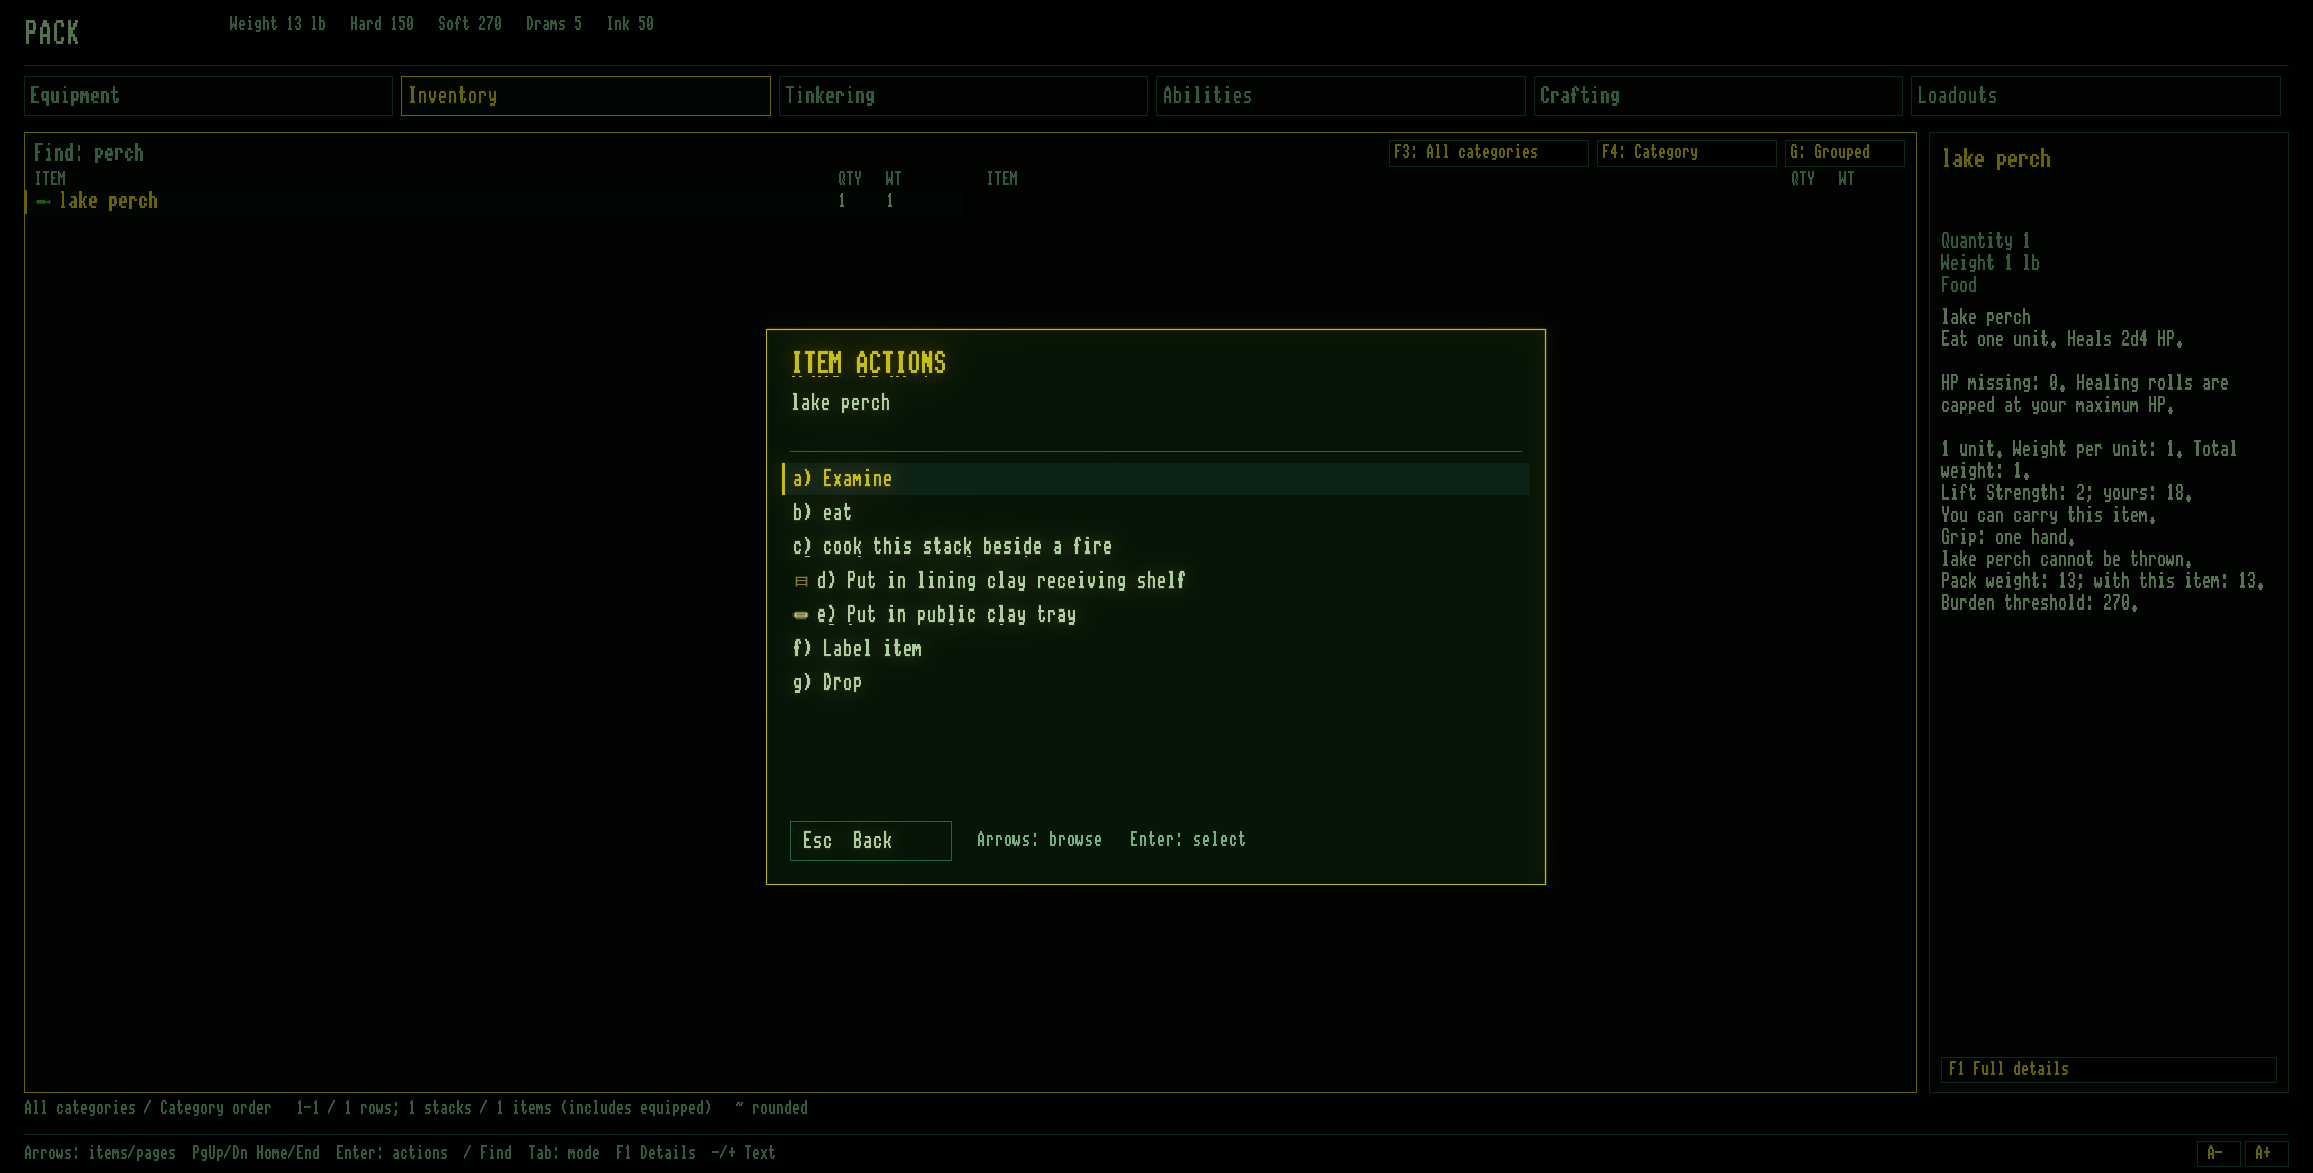 PACK
Weight 13 lb Hard 150 Soft 270 Drams 5 Ink 50
Equipment Inventory Tinkering Abilities Crafting Loadouts
Find: perch
F3: All categories F4: Category G: Grouped
ITEM QTY WT ITEM QTY WT
lake perch 1 1
ITEM ACTIONS
lake perch
a) Examine
b) eat
c) cook this stack beside a fire
d) Put in lining clay receiving shelf
e) Put in public clay tray
f) Label item
g) Drop
Esc Back Arrows: browse Enter: select
lake perch
Quantity 1
Weight 1 lb
Food
lake perch
Eat one unit. Heals 2d4 HP.
HP missing: 0. Healing rolls are
capped at your maximum HP.
1 unit. Weight per unit: 1. Total
weight: 1.
Lift Strength: 2; yours: 18.
You can carry this item.
Grip: one hand.
lake perch cannot be thrown.
Pack weight: 13; with this item: 13.
Burden threshold: 270.
F1 Full details
All categories / Category order 1-1 / 1 rows; 1 stacks / 1 items (includes equipped) ~ rounded
Arrows: items/pages PgUp/Dn Home/End Enter: actions / Find Tab: mode F1 Details -/+ Text
A- A+